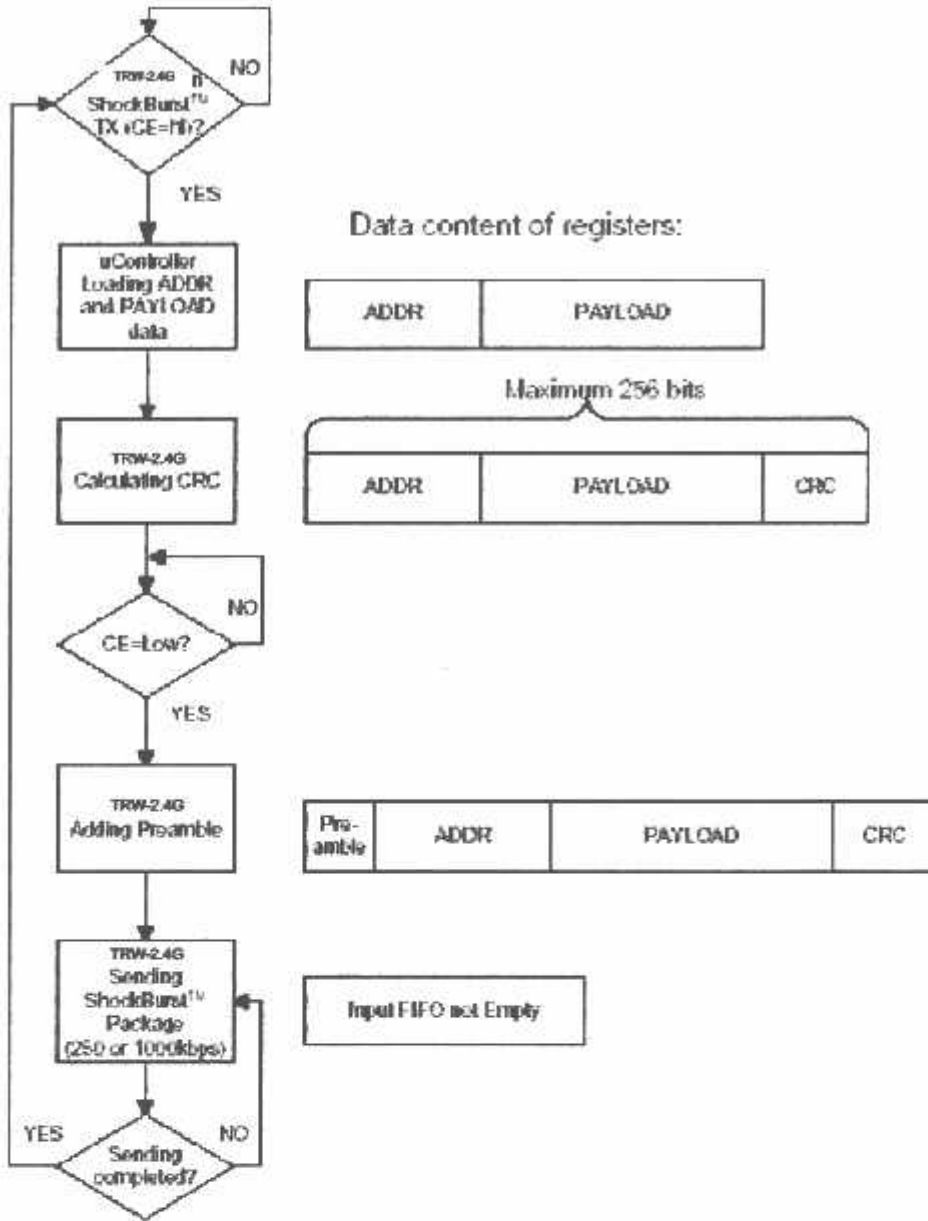 TRW-2.4G
n
ShockBurst™
TX (CE=Hi)?
NO
YES
Data content of registers:
uController
Loading ADDR
and PAYLOAD
data
ADDR
PAYLOAD
Maximum 256 bits
TRW-2.4G
Calculating CRC
ADDR
PAYLOAD
CRC
NO
CE=Low?
YES
TRW-2.4G
Adding Preamble
Pre-
amble
ADDR
PAYLOAD
CRC
TRW-2.4G
Sending
ShockBurst™
Package
(250 or 1000kbps)
Input FIFO not Empty
YES
NO
Sending
completed?